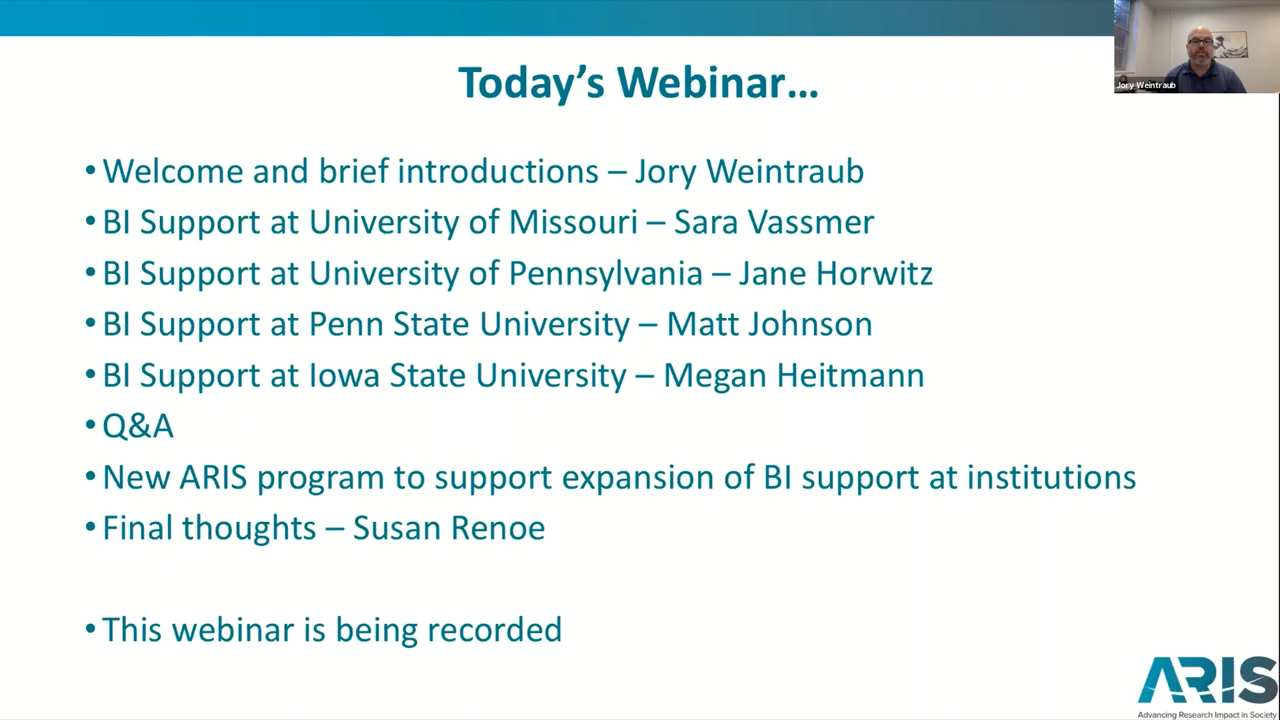 Today's Webinar...
Jory Weintraub
• Welcome and brief introductions – Jory Weintraub
• BI Support at University of Missouri – Sara Vassmer
• BI Support at University of Pennsylvania – Jane Horwitz
• BI Support at Penn State University – Matt Johnson
• BI Support at Iowa State University – Megan Heitmann
• Q&A
• New ARIS program to support expansion of BI support at institutions
• Final thoughts – Susan Renoe
• This webinar is being recorded
ARIS
Advancing Research Impact in Society